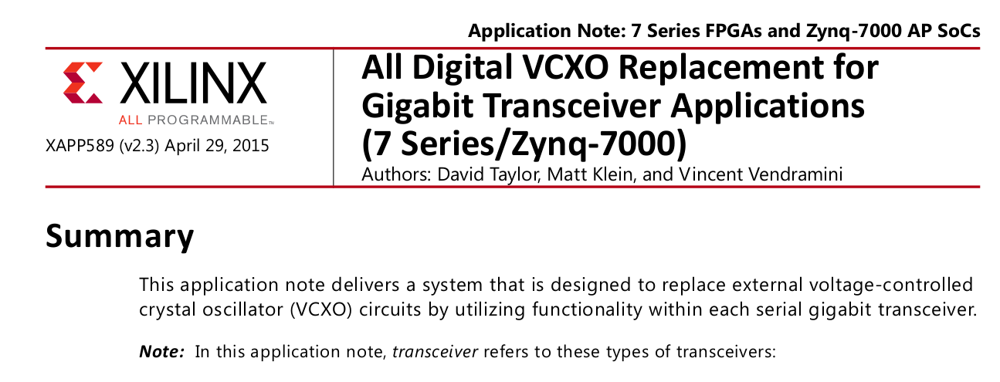 Application Note: 7 Series FPGAs and Zynq-7000 AP SoCs
XILINX
ALL PROGRAMMABLE™
XAPP589 (v2.3) April 29, 2015
All Digital VCXO Replacement for
Gigabit Transceiver Applications
(7 Series/Zynq-7000)
Authors: David Taylor, Matt Klein, and Vincent Vendramini
Summary
This application note delivers a system that is designed to replace external voltage-controlled
crystal oscillator (VCXO) circuits by utilizing functionality within each serial gigabit transceiver.
Note: In this application note, transceiver refers to these types of transceivers: